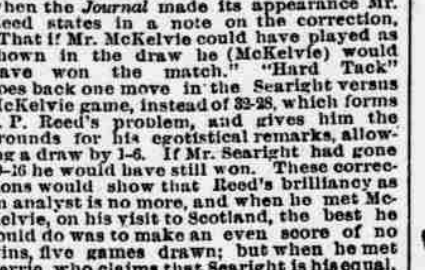 when the Journal made its appearance Mr.
Reed states in a note on the correction,
"That if Mr. McKelvie could have played as
shown in the draw he (McKelvie) would
have won the match." "Hard Tack"
goes back one move in the Searight versus
McKelvie game, instead of 32-28, which forms
P. Reed's problem, and gives him the
grounds for his egotistical remarks, allow-
ing a draw by 1-6. If Mr. Searight had gone
-16 he would have still won. These correc-
tions would show that Reed's brilliancy as
an analyst is no more, and when he met Mc-
Kelvie, on his visit to Scotland, the best he
could do was to make an even score of no
wins, five games drawn; but when he met
who claims that Searight is his equal,